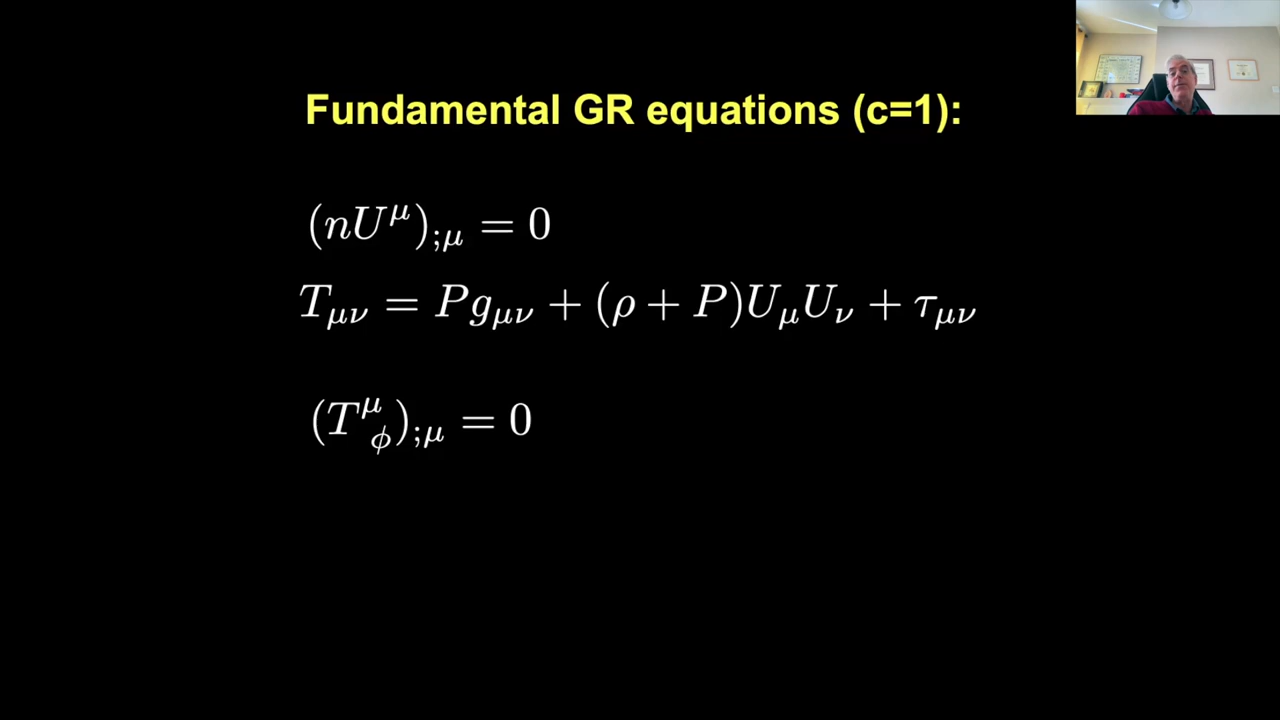 Fundamental GR equations (c=1):
(nU^μ)_{;μ} = 0
T_{μν} = Pg_{μν} + (ρ + P)U_μU_ν + τ_{μν}
(T^μ_ϕ)_{;μ} = 0